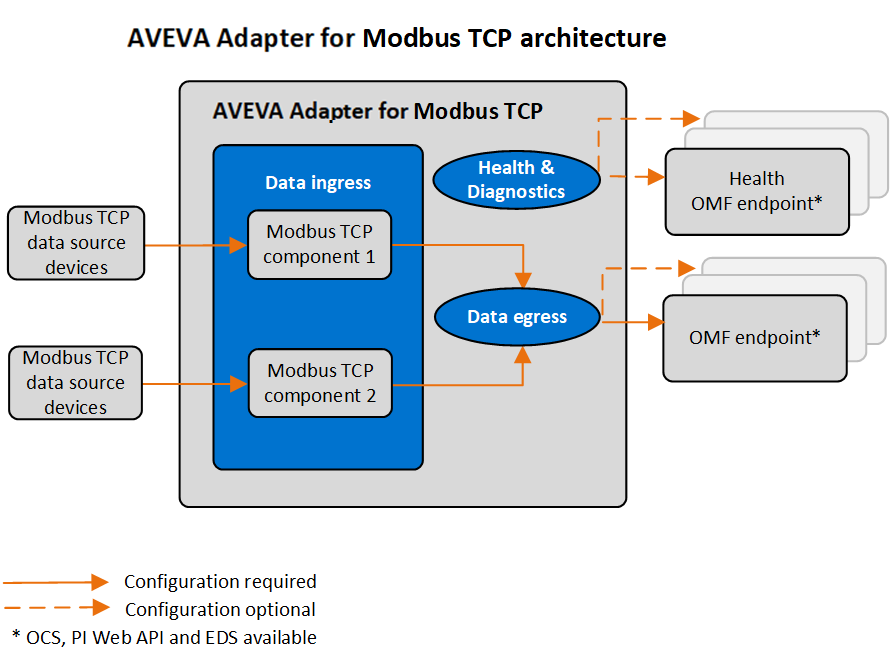 AVEVA Adapter for Modbus TCP architecture
AVEVA Adapter for Modbus TCP
Data ingress
Health &
Diagnostics
Health
OMF endpoint*
Modbus TCP
data source
devices
Modbus TCP
component 1
Data egress
OMF endpoint*
Modbus TCP
data source
devices
Modbus TCP
component 2
Configuration required
Configuration optional
* OCS, PI Web API and EDS available